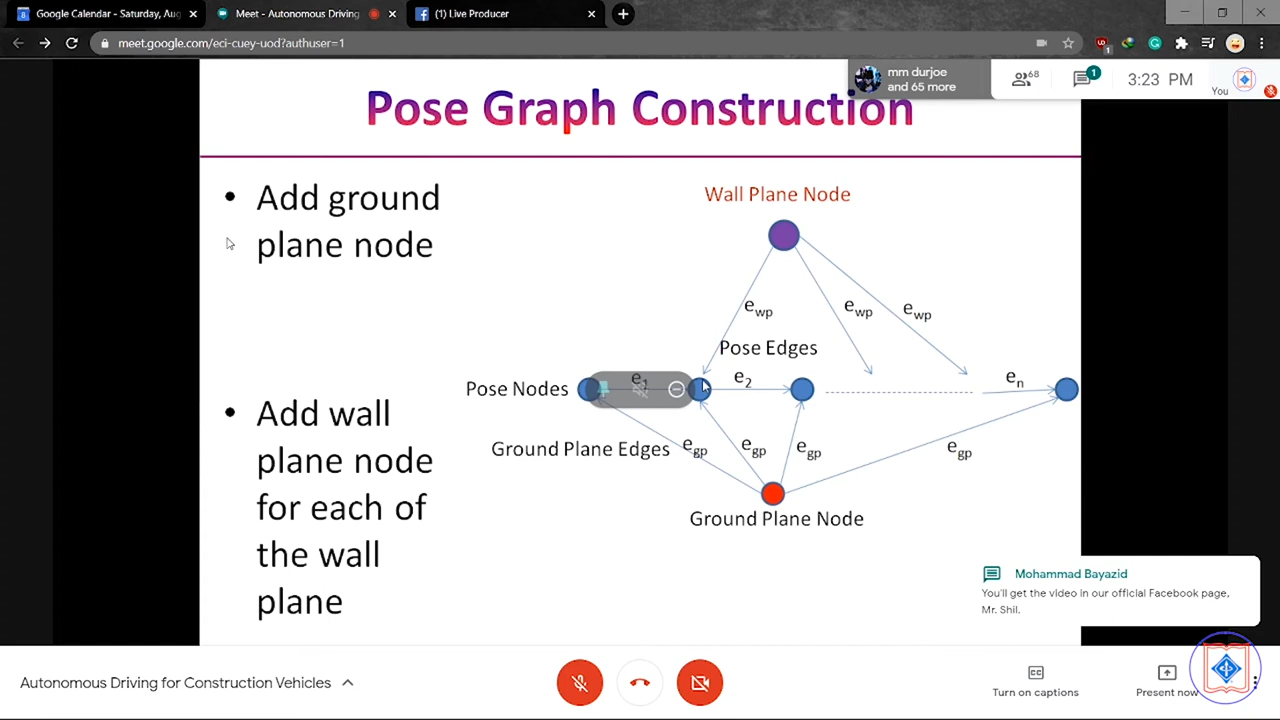 Google Calendar - Saturday, Aug
Meet - Autonomous Driving
(1) Live Producer
meet.google.com/eci-cuey-uod?authuser=1
1
mm durjoe
and 65 more
68
1
3:23 PM
You
Pose Graph Construction
• Add ground
plane node
• Add wall
plane node
for each of
the wall
plane
Wall Plane Node
ewp
ewp
ewp
Pose Edges
Pose Nodes
e1
e2
en
Ground Plane Edges
egp
egp
egp
egp
Ground Plane Node
Mohammad Bayazid
You'll get the video in our official Facebook page,
Mr. Shil.
Autonomous Driving for Construction Vehicles
Turn on captions
Present now